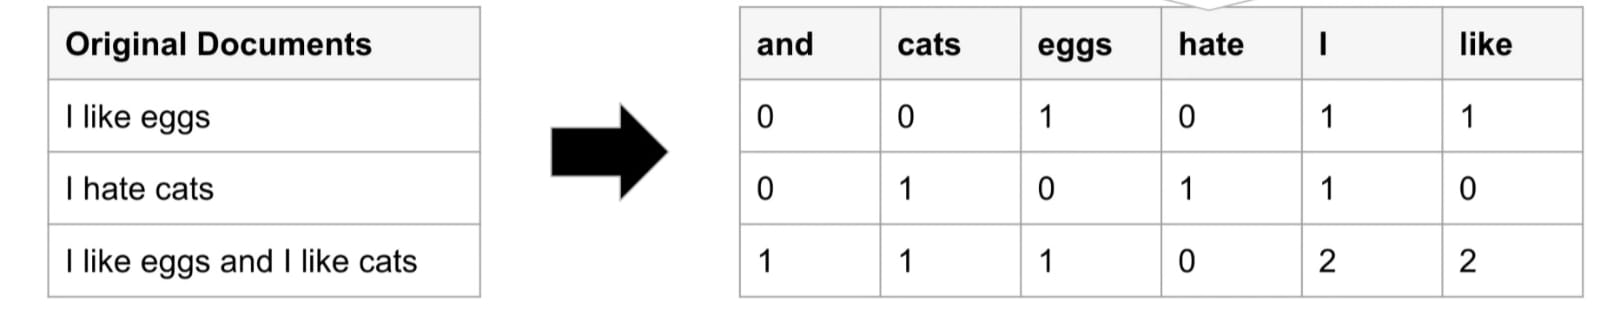 Original Documents
I like eggs
I hate cats
I like eggs and I like cats
and cats eggs hate I like
0 0 1 0 1 1
0 1 0 1 1 0
1 1 1 0 2 2